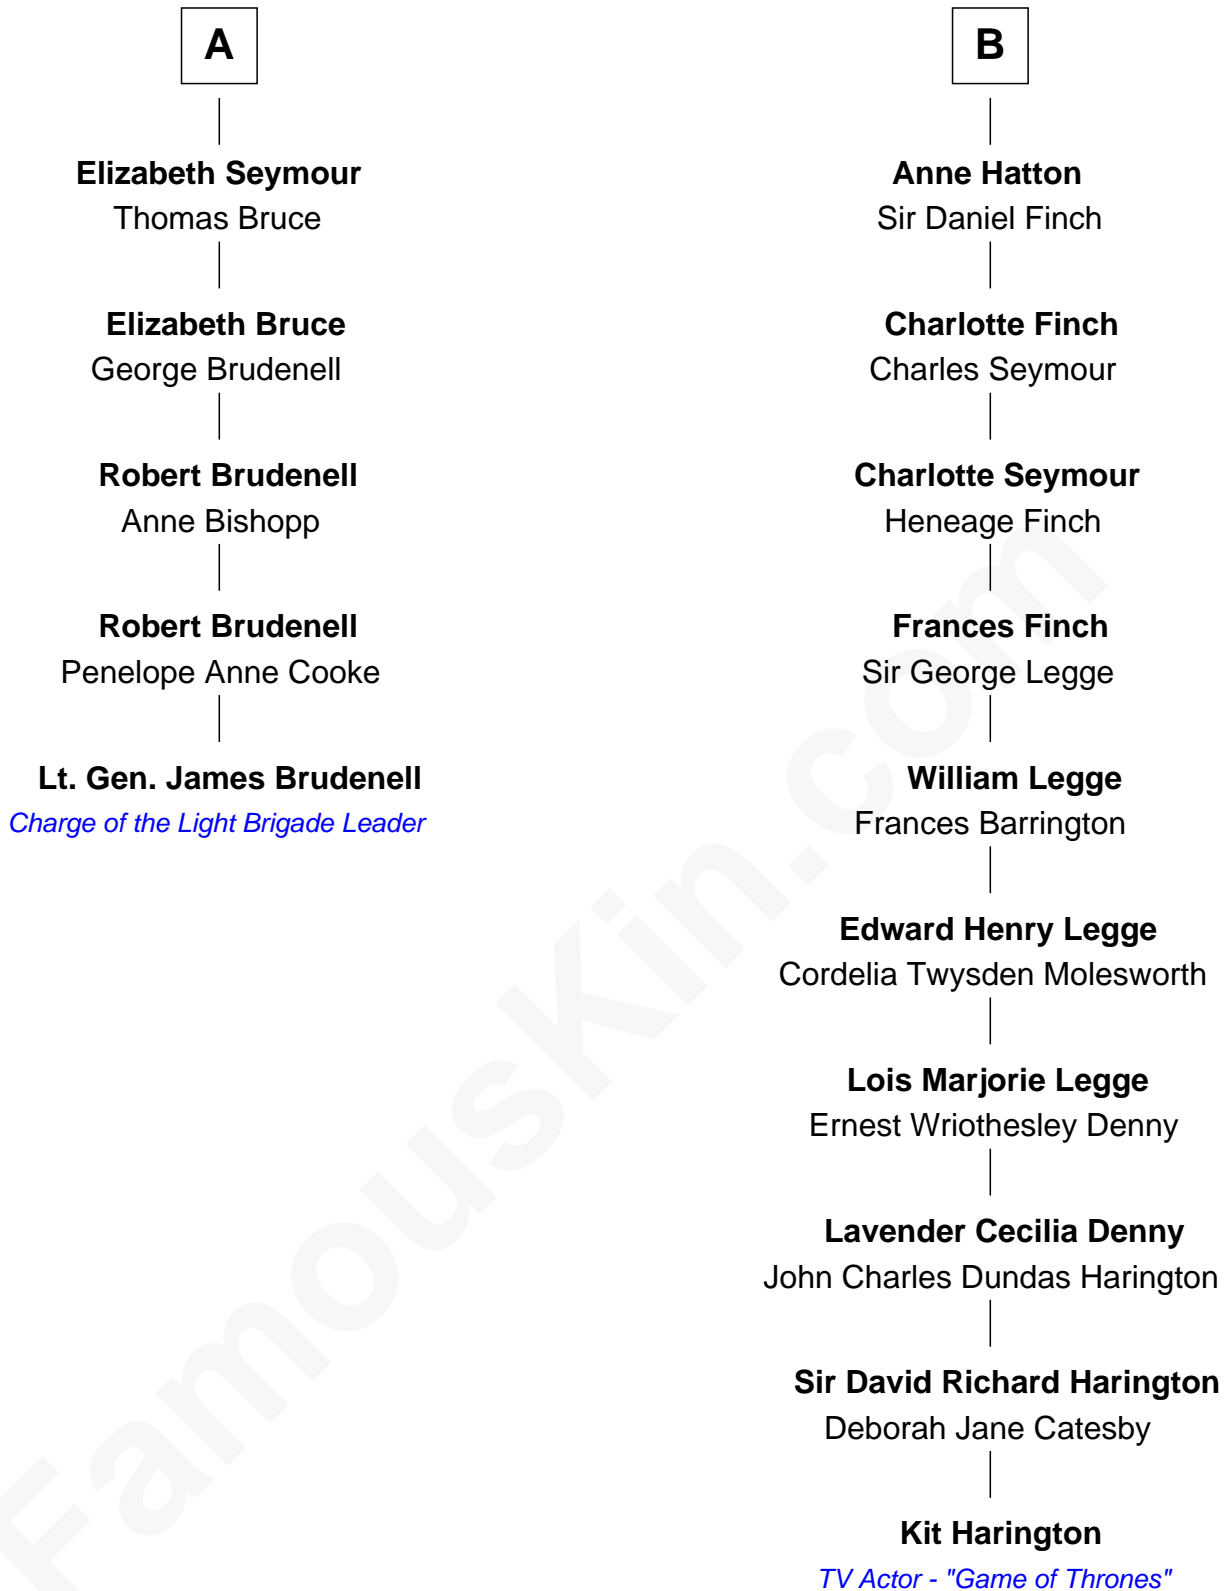 A
Elizabeth Seymour
Thomas Bruce
Elizabeth Bruce
George Brudenell
Robert Brudenell
Anne Bishopp
Robert Brudenell
Penelope Anne Cooke
Lt. Gen. James Brudenell
Charge of the Light Brigade Leader
B
Anne Hatton
Sir Daniel Finch
Charlotte Finch
Charles Seymour
Charlotte Seymour
Heneage Finch
Frances Finch
Sir George Legge
William Legge
Frances Barrington
Edward Henry Legge
Cordelia Twysden Molesworth
Lois Marjorie Legge
Ernest Wriothesley Denny
Lavender Cecilia Denny
John Charles Dundas Harington
Sir David Richard Harington
Deborah Jane Catesby
Kit Harington
TV Actor - "Game of Thrones"
FamousKin.com